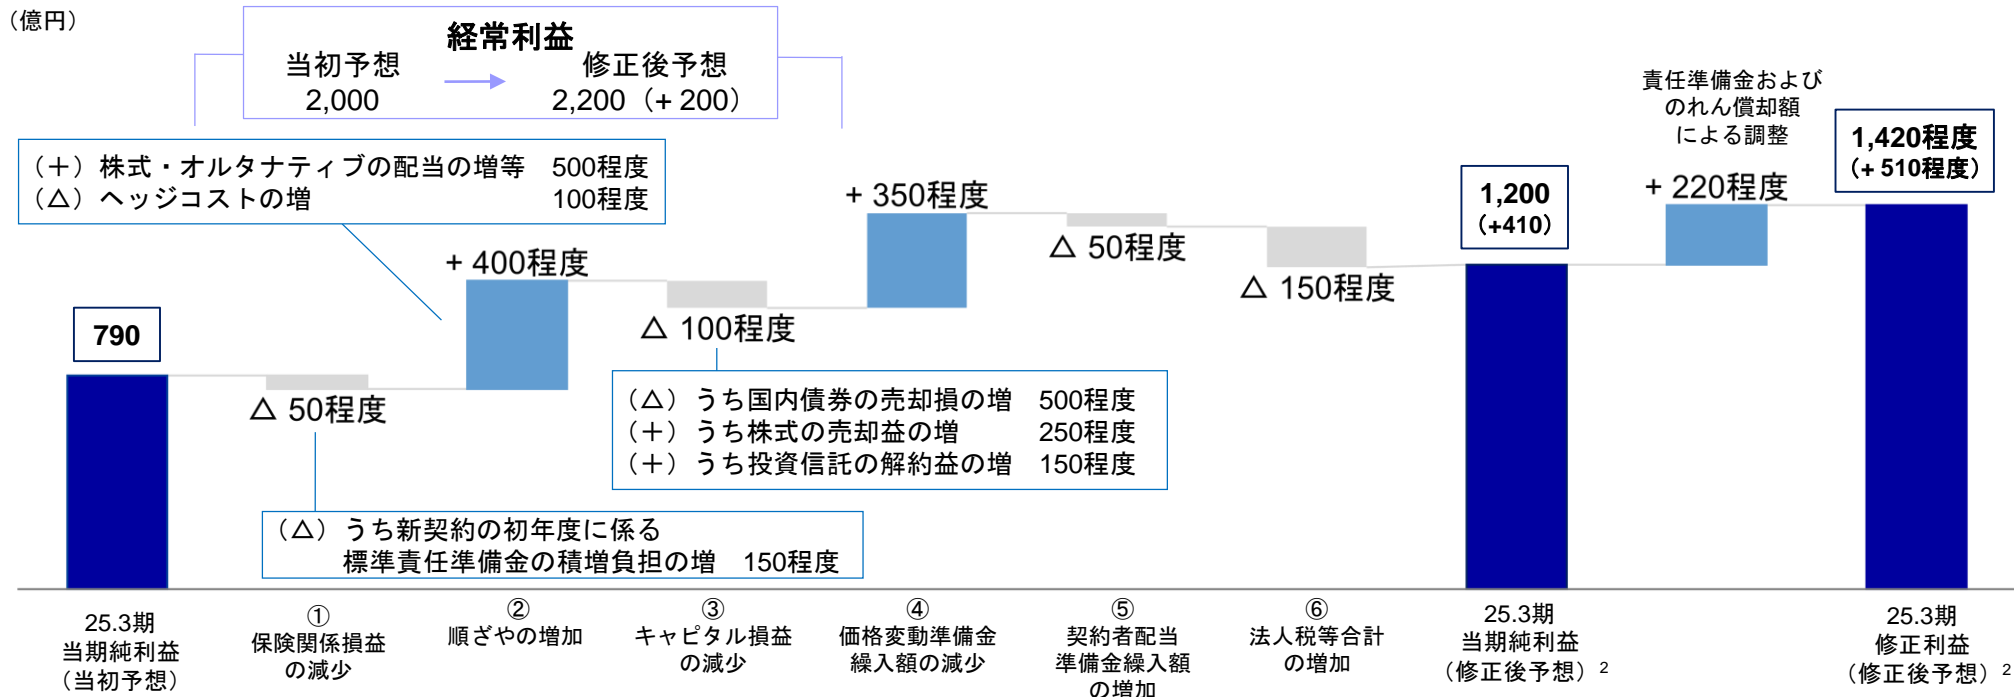 （億円）
経常利益
当初予想
2,000
修正後予想
2,200（+ 200）
（＋）株式・オルタナティブの配当の増等　500程度
（△）ヘッジコストの増　100程度
790
△ 50程度
+ 400程度
△ 100程度
+ 350程度
△ 50程度
△ 150程度
1,200
（+410）
責任準備金および
のれん償却額
による調整
+ 220程度
1,420程度
（+ 510程度）
（△）うち国内債券の売却損の増　500程度
（＋）うち株式の売却益の増　250程度
（＋）うち投資信託の解約益の増　150程度
（△）うち新契約の初年度に係る
標準責任準備金の積増負担の増　150程度
25.3期
当期純利益
（当初予想）
①
保険関係損益
の減少
②
順ざやの増加
③
キャピタル損益
の減少
④
価格変動準備金
繰入額の減少
⑤
契約者配当
準備金繰入額
の増加
⑥
法人税等合計
の増加
25.3期
当期純利益
（修正後予想）2
25.3期
修正利益
（修正後予想）2